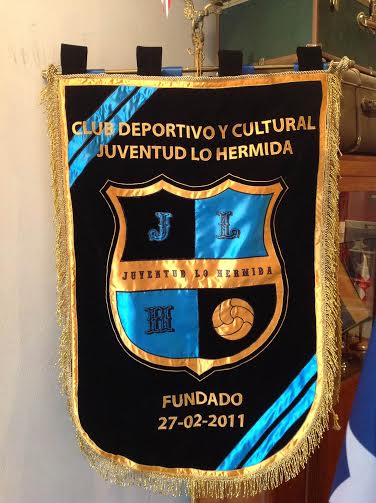 CLUB DEPORTIVO Y CULTURAL
JUVENTUD LO HERMIDA
J L
JUVENTUD LO HERMIDA
H
FUNDADO
27-02-2011